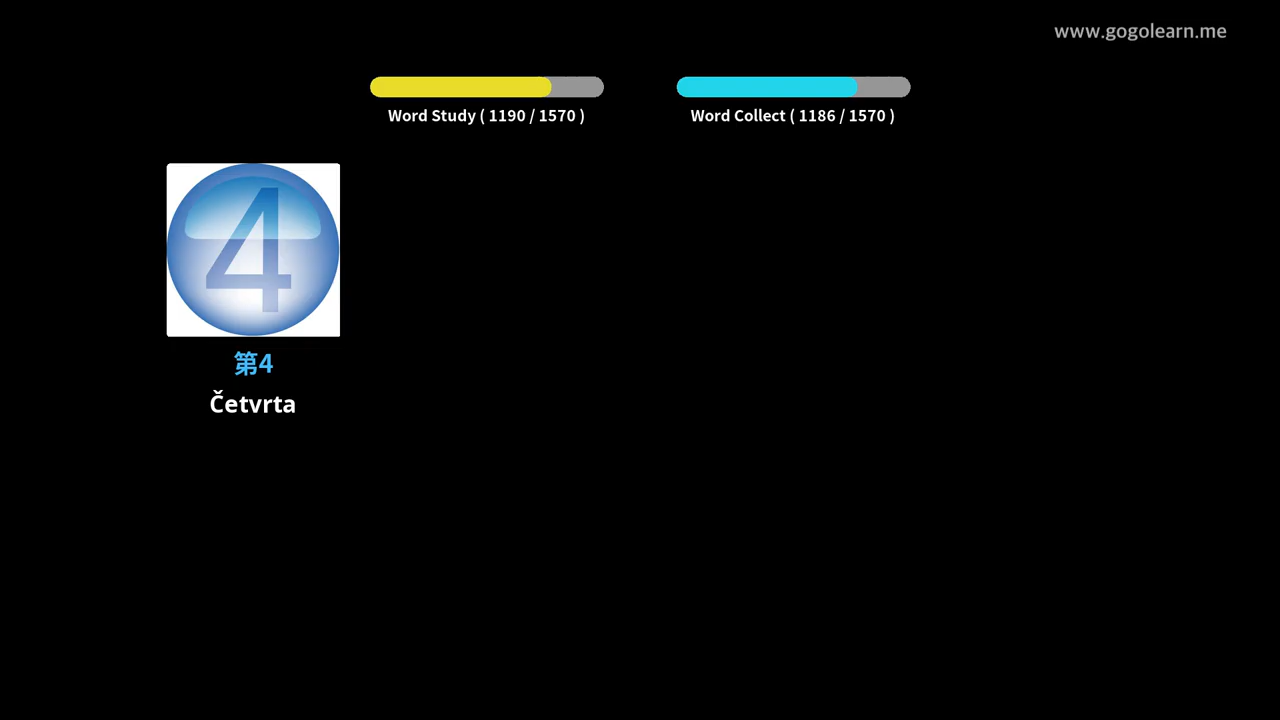 www.gogolearn.me
Word Study ( 1190 / 1570 )
Word Collect ( 1186 / 1570 )
4
第4
Četvrta